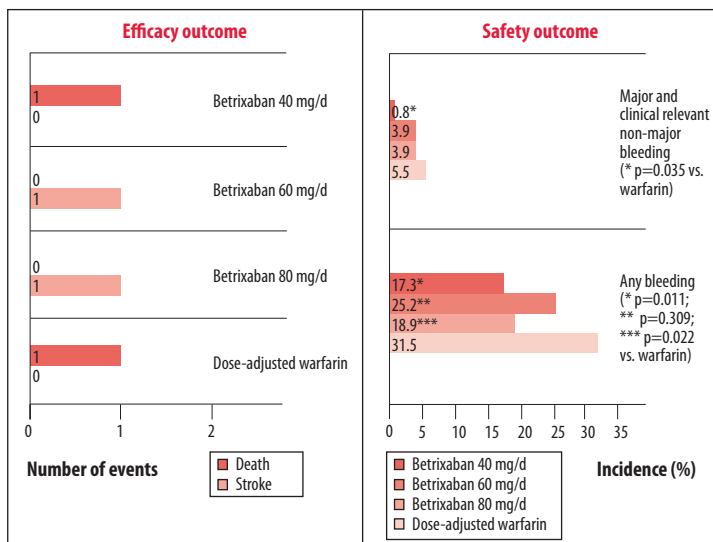 Efficacy outcome
1
0
Betrixaban 40 mg/d
0
1
Betrixaban 60 mg/d
0
1
Betrixaban 80 mg/d
1
0
Dose-adjusted warfarin
0
1
2
Number of events
Death
Stroke
Safety outcome
0.8*
3.9
3.9
5.5
Major and
clinical relevant
non-major
bleeding
(* p=0.035 vs.
warfarin)
17.3*
25.2**
18.9***
31.5
Any bleeding
(* p=0.011;
** p=0.309;
*** p=0.022
vs. warfarin)
0
5
10
15
20
25
30
35
Betrixaban 40 mg/d
Betrixaban 60 mg/d
Betrixaban 80 mg/d
Dose-adjusted warfarin
Incidence (%)